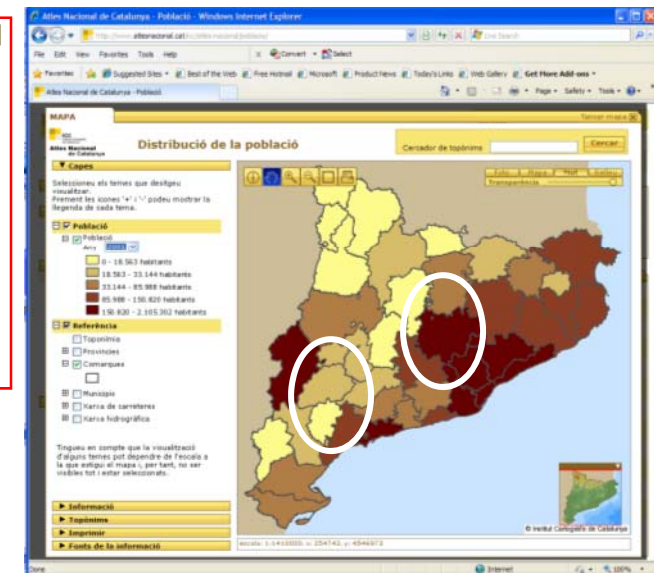 Atles Nacional de Catalunya - Població - Windows Internet Explorer
Live Search
File Edit View Favorites Tools Help
x Convert Select
Favorites Suggested Sites Best of the Web Free Hotmail Microsoft Product News Today's Links Web Gallery Get More Add-ons
Atles Nacional de Catalunya - Població
Page Safety Tools
MAPA
Tancar mapa
Atles Nacional
de Catalunya
Distribució de la població
Cercador de topònims
Cercar
Capes
Seleccioneu els temes que desitgeu
visualitzar.
Prement les icones '+' i '-' podeu mostrar la
llegenda de cada tema.
Foto Mapa Mixt Relleu
Transparència
Població
Població
Any
0 - 18.563 habitants
18.563 - 33.144 habitants
33.144 - 85.988 habitants
85.988 - 150.820 habitants
150.820 - 2.105.302 habitants
Referència
Toponímia
Províncies
Comarques
Municipis
Xarxa de carreteres
Xarxa hidrogràfica
Tingueu en compte que la visualització
d'alguns temes pot dependre de l'escala a
la que estigui el mapa i, per tant, no ser
visibles tot i estar seleccionats.
Informació
Topònims
Imprimir
Fonts de la informació
© Institut Cartogràfic de Catalunya
Done
Internet
100%